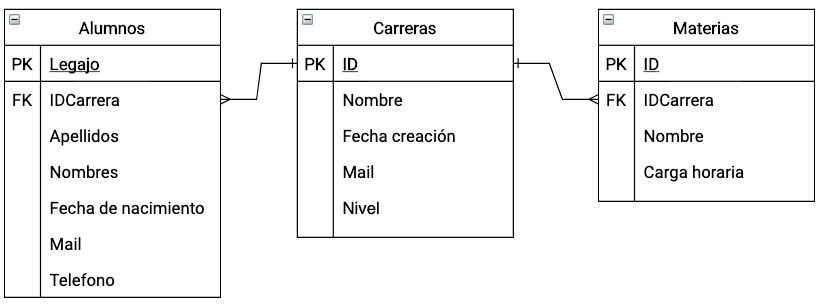 Alumnos
PK Legajo
FK IDCarrera
Apellidos
Nombres
Fecha de nacimiento
Mail
Telefono
Carreras
PK ID
Nombre
Fecha creación
Mail
Nivel
Materias
PK ID
FK IDCarrera
Nombre
Carga horaria